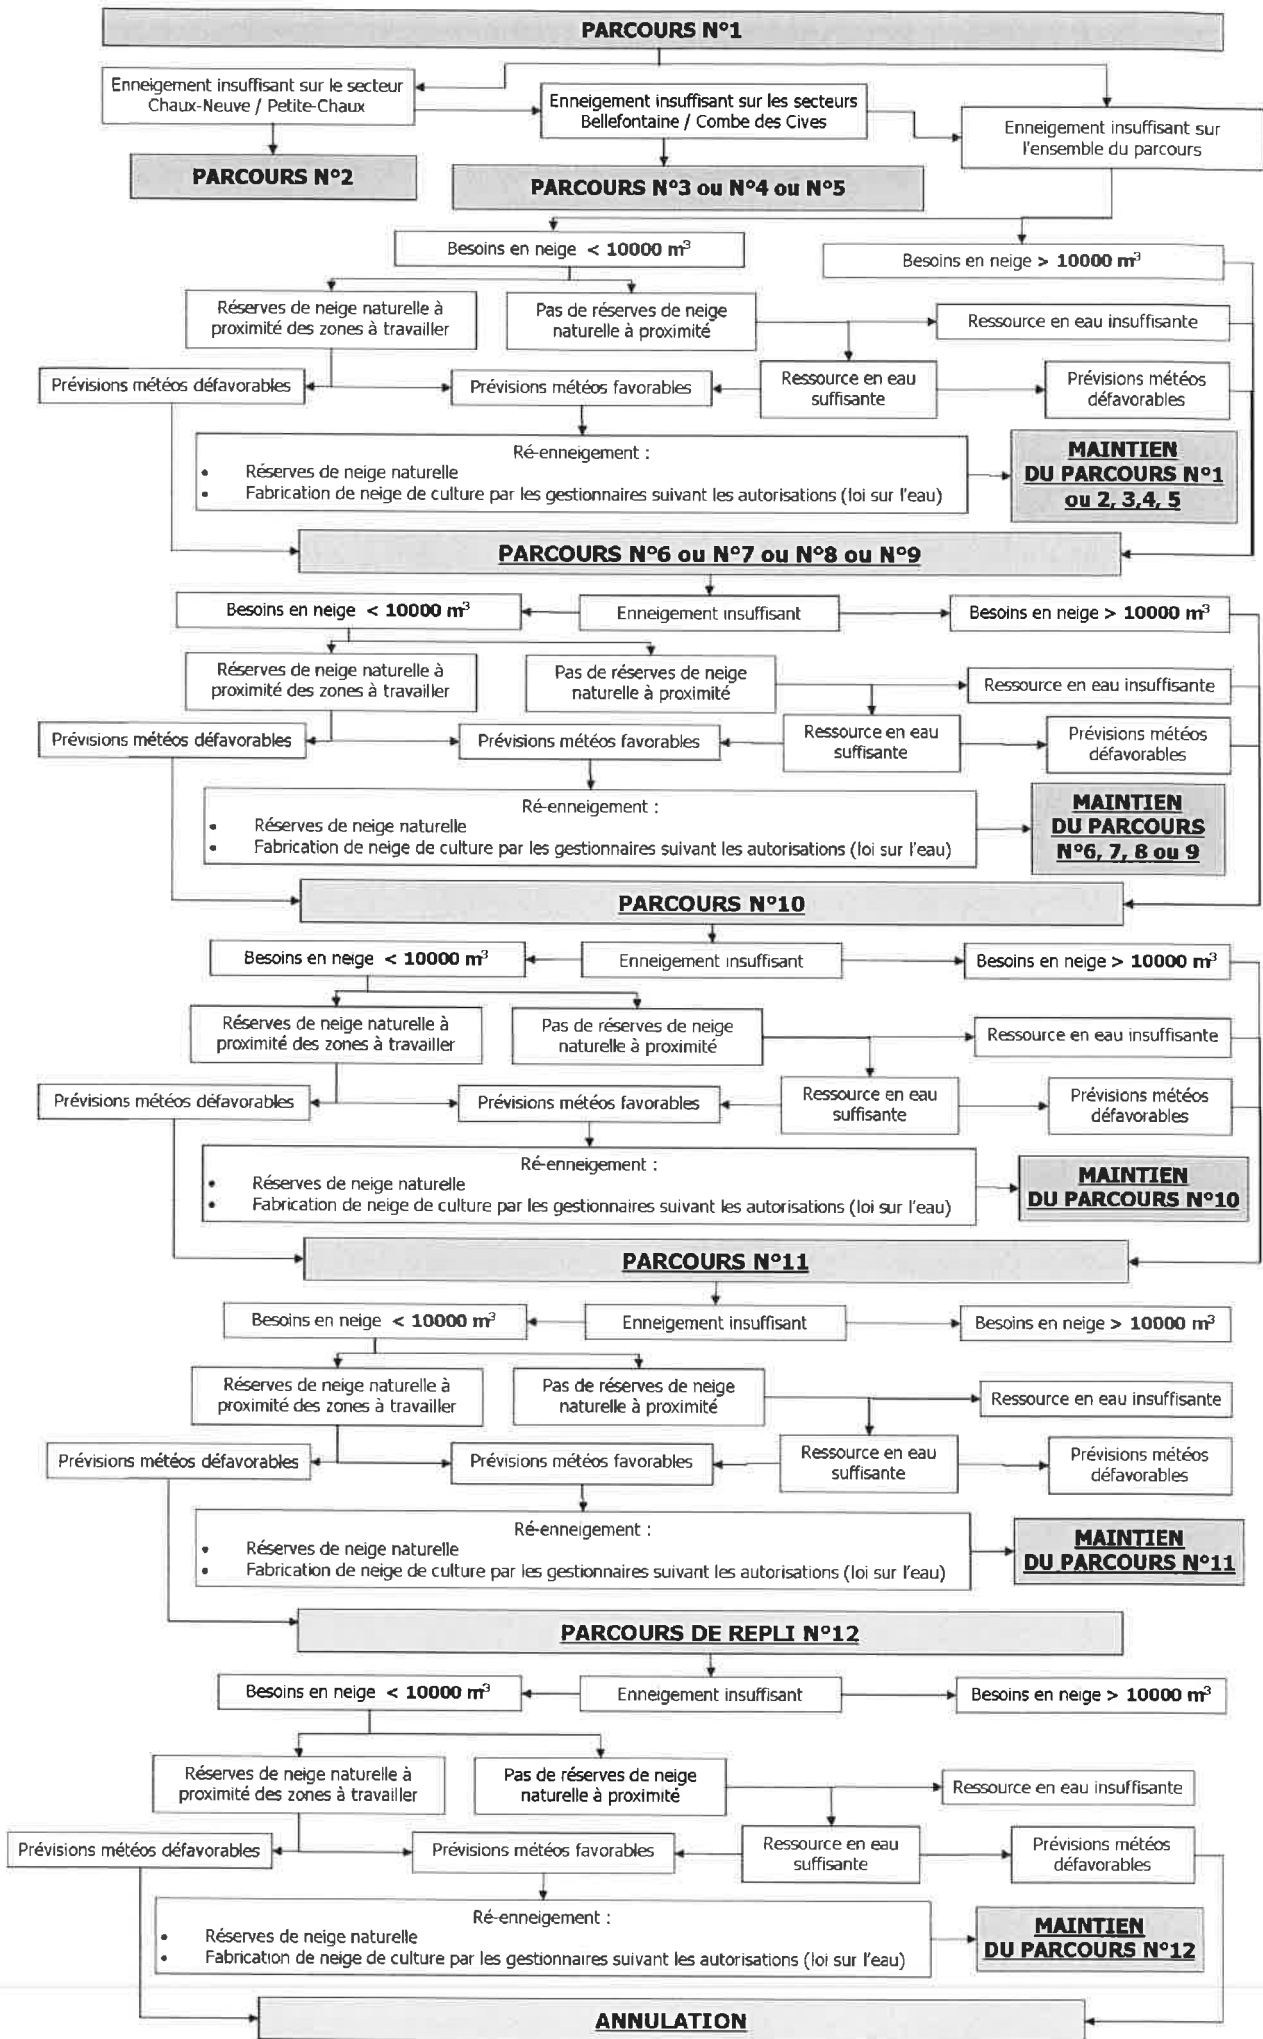 PARCOURS N°1
Enneigement insuffisant sur le secteur
Chaux-Neuve / Petite-Chaux
Enneigement insuffisant sur les secteurs
Bellefontaine / Combe des Cives
Enneigement insuffisant sur
l'ensemble du parcours
PARCOURS N°2
PARCOURS N°3 ou N°4 ou N°5
Besoins en neige < 10000 m³
Besoins en neige > 10000 m³
Réserves de neige naturelle à
proximité des zones à travailler
Pas de réserves de neige
naturelle à proximité
Ressource en eau insuffisante
Prévisions météos défavorables
Prévisions météos favorables
Ressource en eau
suffisante
Prévisions météos
défavorables
Ré-enneigement :
• Réserves de neige naturelle
• Fabrication de neige de culture par les gestionnaires suivant les autorisations (loi sur l'eau)
MAINTIEN
DU PARCOURS N°1
ou 2, 3,4, 5
PARCOURS N°6 ou N°7 ou N°8 ou N°9
Besoins en neige < 10000 m³
Enneigement insuffisant
Besoins en neige > 10000 m³
Réserves de neige naturelle à
proximité des zones à travailler
Pas de réserves de neige
naturelle à proximité
Ressource en eau insuffisante
Prévisions météos défavorables
Prévisions météos favorables
Ressource en eau
suffisante
Prévisions météos
défavorables
Ré-enneigement :
• Réserves de neige naturelle
• Fabrication de neige de culture par les gestionnaires suivant les autorisations (loi sur l'eau)
MAINTIEN
DU PARCOURS
N°6, 7, 8 ou 9
PARCOURS N°10
Besoins en neige < 10000 m³
Enneigement insuffisant
Besoins en neige > 10000 m³
Réserves de neige naturelle à
proximité des zones à travailler
Pas de réserves de neige
naturelle à proximité
Ressource en eau insuffisante
Prévisions météos défavorables
Prévisions météos favorables
Ressource en eau
suffisante
Prévisions météos
défavorables
Ré-enneigement :
• Réserves de neige naturelle
• Fabrication de neige de culture par les gestionnaires suivant les autorisations (loi sur l'eau)
MAINTIEN
DU PARCOURS N°10
PARCOURS N°11
Besoins en neige < 10000 m³
Enneigement insuffisant
Besoins en neige > 10000 m³
Réserves de neige naturelle à
proximité des zones à travailler
Pas de réserves de neige
naturelle à proximité
Ressource en eau insuffisante
Prévisions météos défavorables
Prévisions météos favorables
Ressource en eau
suffisante
Prévisions météos
défavorables
Ré-enneigement :
• Réserves de neige naturelle
• Fabrication de neige de culture par les gestionnaires suivant les autorisations (loi sur l'eau)
MAINTIEN
DU PARCOURS N°11
PARCOURS DE REPLI N°12
Besoins en neige < 10000 m³
Enneigement insuffisant
Besoins en neige > 10000 m³
Réserves de neige naturelle à
proximité des zones à travailler
Pas de réserves de neige
naturelle à proximité
Ressource en eau insuffisante
Prévisions météos défavorables
Prévisions météos favorables
Ressource en eau
suffisante
Prévisions météos
défavorables
Ré-enneigement :
• Réserves de neige naturelle
• Fabrication de neige de culture par les gestionnaires suivant les autorisations (loi sur l'eau)
MAINTIEN
DU PARCOURS N°12
ANNULATION